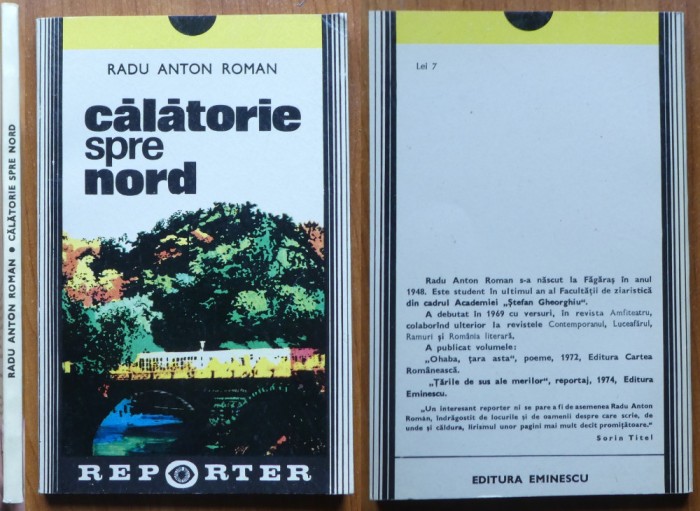 RADU ANTON ROMAN ● CĂLĂTORIE SPRE NORD
RADU ANTON ROMAN
călătorie
spre
nord
REPORTER
Lei 7
Radu Anton Roman s-a născut la Făgăraş în anul
1948. Este student în ultimul an al Facultăţii de ziaristică
din cadrul Academiei „Ştefan Gheorghiu“.
A debutat în 1969 cu versuri, în revista Amfiteatru,
colaborînd ulterior la revistele Contemporanul, Luceafărul,
Ramuri şi România literară.
A publicat volumele:
„Ohaba, ţara asta“, poeme, 1972, Editura Cartea
Românească.
„Ţările de sus ale merilor“, reportaj, 1974, Editura
Eminescu.
„Un interesant reporter ni se pare a fi de asemenea Radu Anton
Roman, îndrăgostit de locurile şi de oamenii despre care scrie, de
unde şi căldura, lirismul unor pagini mai mult decît promiţătoare.“
Sorin Titel
EDITURA EMINESCU